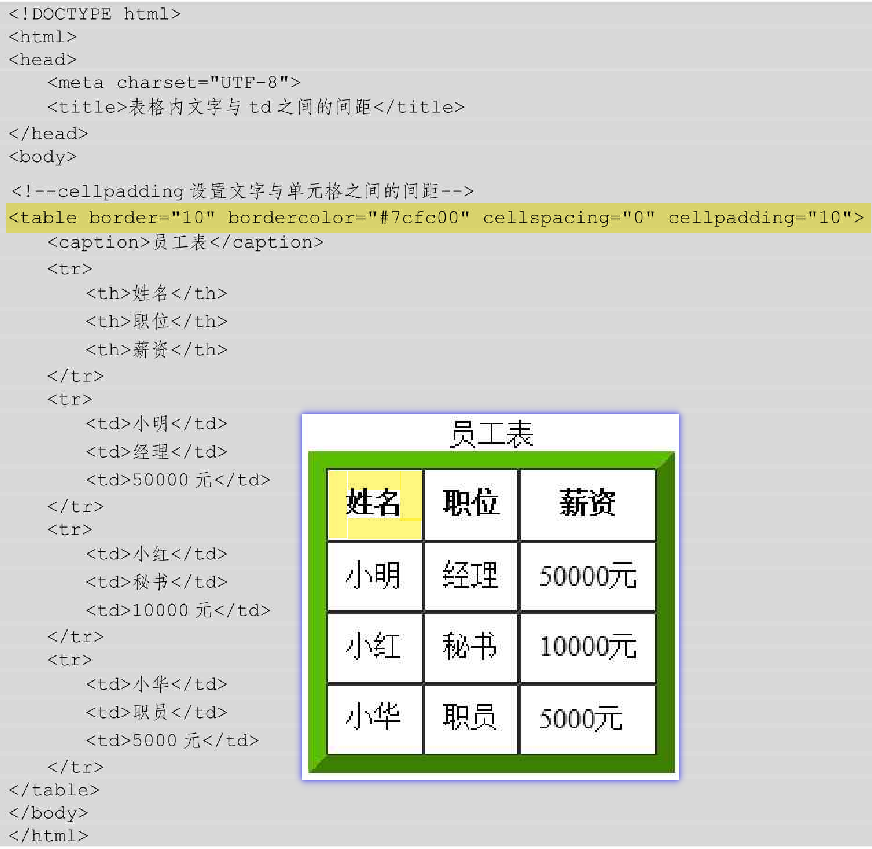 <!DOCTYPE html>
<html>
<head>
<meta charset="UTF-8">
<title>表格内文字与 td 之间的间距</title>
</head>
<body>
<!--cellpadding 设置文字与单元格之间的间距-->
<table border="10" bordercolor="#7cfc00" cellspacing="0" cellpadding="10">
<caption>员工表</caption>
<tr>
<th>姓名</th>
<th>职位</th>
<th>薪资</th>
</tr>
<tr>
<td>小明</td>
<td>经理</td>
<td>50000 元</td>
</tr>
<tr>
<td>小红</td>
<td>秘书</td>
<td>10000 元</td>
</tr>
<tr>
<td>小华</td>
<td>职员</td>
<td>5000 元</td>
</tr>
</table>
</body>
</html>
员工表
姓名 职位 薪资
小明 经理 50000元
小红 秘书 10000元
小华 职员 5000元